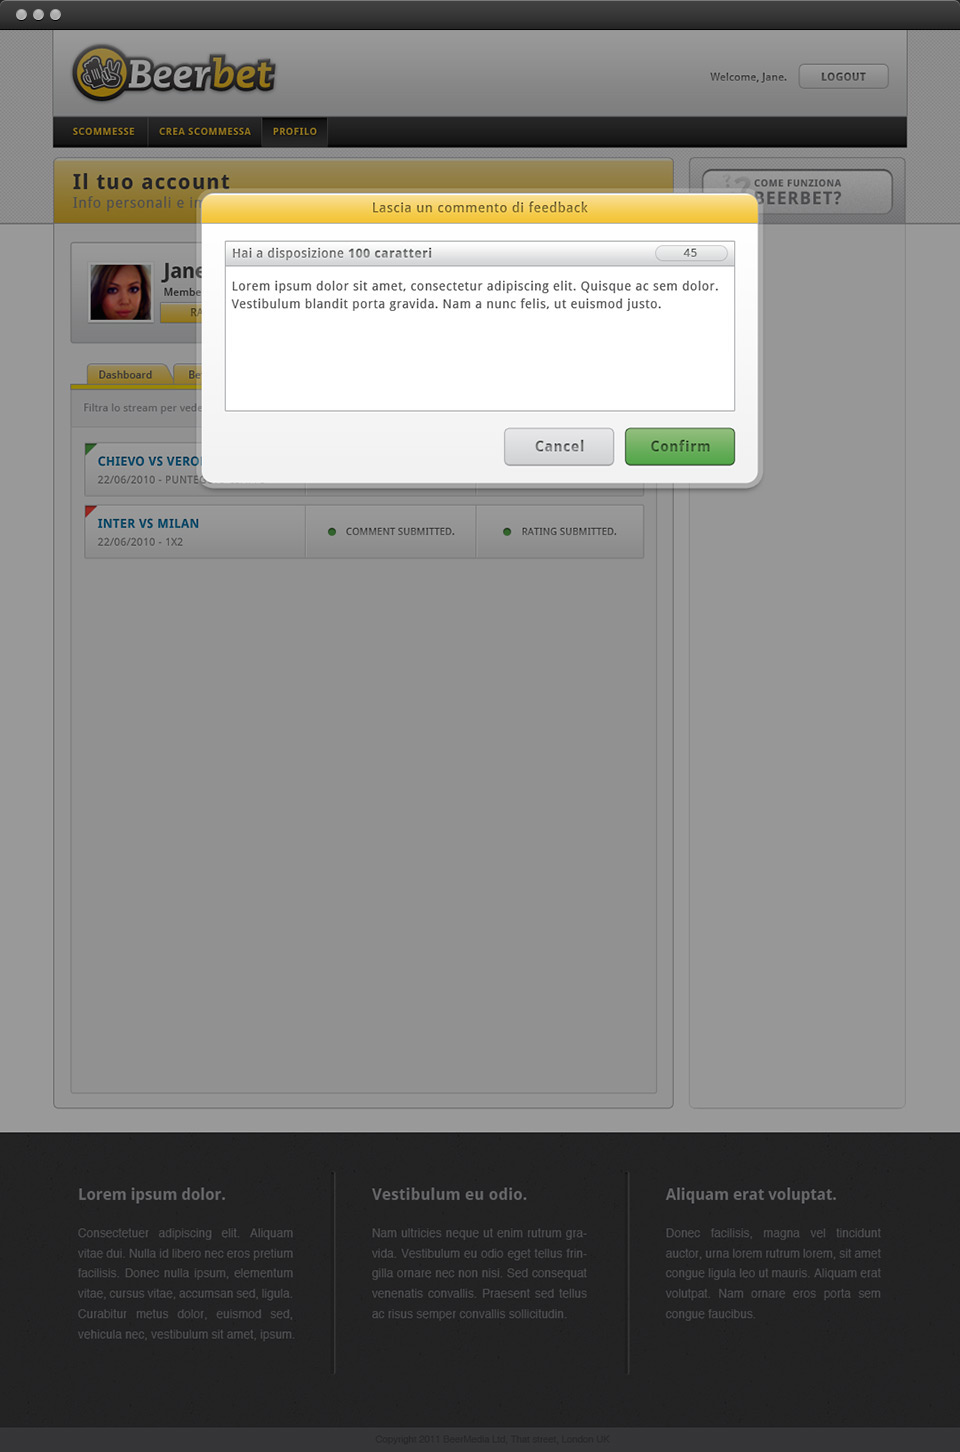 Beerbet
Welcome, Jane.
LOGOUT
SCOMMESSE
CREA SCOMMESSA
PROFILO
Il tuo account
Info personali e
COME FUNZIONA
BEERBET?
Lascia un commento di feedback
Hai a disposizione 100 caratteri
45
Lorem ipsum dolor sit amet, consectetur adipiscing elit. Quisque ac sem dolor.
Vestibulum blandit porta gravida. Nam a nunc felis, ut euismod justo.
Cancel
Confirm
Jane
Membe
RA
Dashboard
Be
Filtra lo stream per vede
CHIEVO VS VERO
22/06/2010 - PUNTE
INTER VS MILAN
22/06/2010 - 1X2
COMMENT SUBMITTED.
RATING SUBMITTED.
Lorem ipsum dolor.
Consectetuer adipiscing elit. Aliquam
vitae dui. Nulla id libero nec eros pretium
facilisis. Donec nulla ipsum, elementum
vitae, cursus vitae, accumsan sed, ligula.
Curabitur metus dolor, euismod sed,
vehicula nec, vestibulum sit amet, ipsum.
Vestibulum eu odio.
Nam ultricies neque ut enim rutrum gra-
vida. Vestibulum eu odio eget tellus frin-
gilla ornare nec non nisi. Sed consequat
venenatis convallis. Praesent sed tellus
ac risus semper convallis sollicitudin.
Aliquam erat voluptat.
Donec facilisis, magna vel tincidunt
auctor, urna lorem rutrum lorem, sit amet
congue ligula leo ut mauris. Aliquam erat
volutpat. Nam ornare eros porta sem
congue faucibus.
Copyright 2011 BeerMedia Ltd, That street, London UK